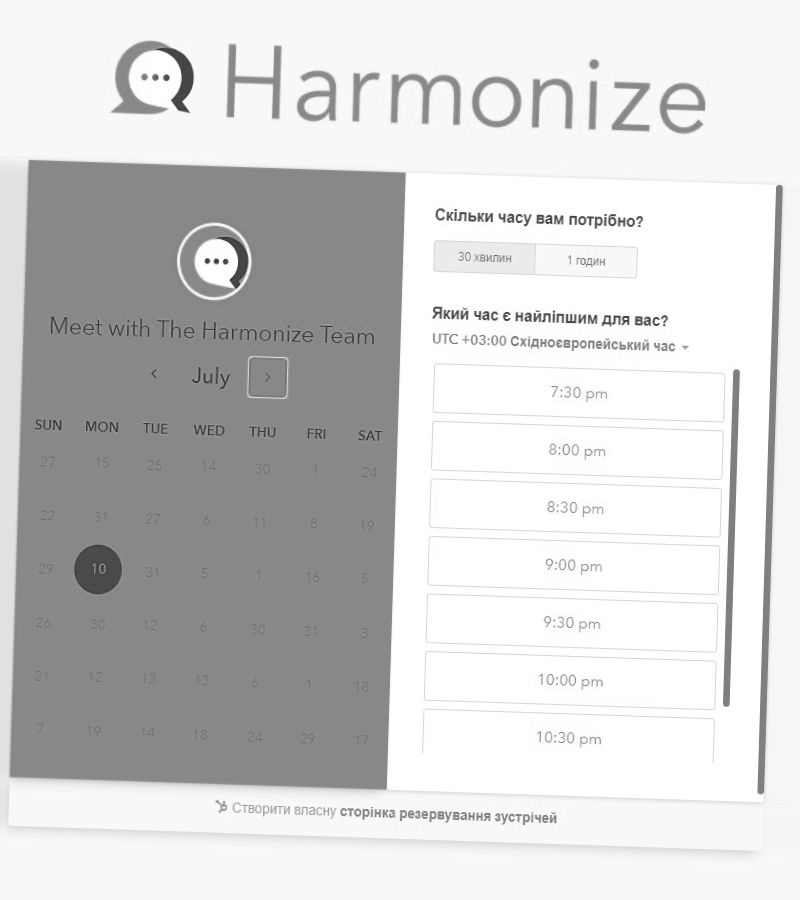 Harmonize
Meet with The Harmonize Team
July
SUN MON TUE WED THU FRI SAT
27 15 25 14 30 1 24
22 31 27 6 11 8 19
29 10 31 5 1 16 5
26 30 12 6 30 31 3
21 12 13 13 6 1 18
7 19 14 18 24 29 17
Скільки часу вам потрібно?
30 хвилин 1 годин
Який час є найліпшим для вас?
UTC +03:00 Східноєвропейський час
7:30 pm
8:00 pm
8:30 pm
9:00 pm
9:30 pm
10:00 pm
10:30 pm
Створити власну сторінка резервування зустрічей